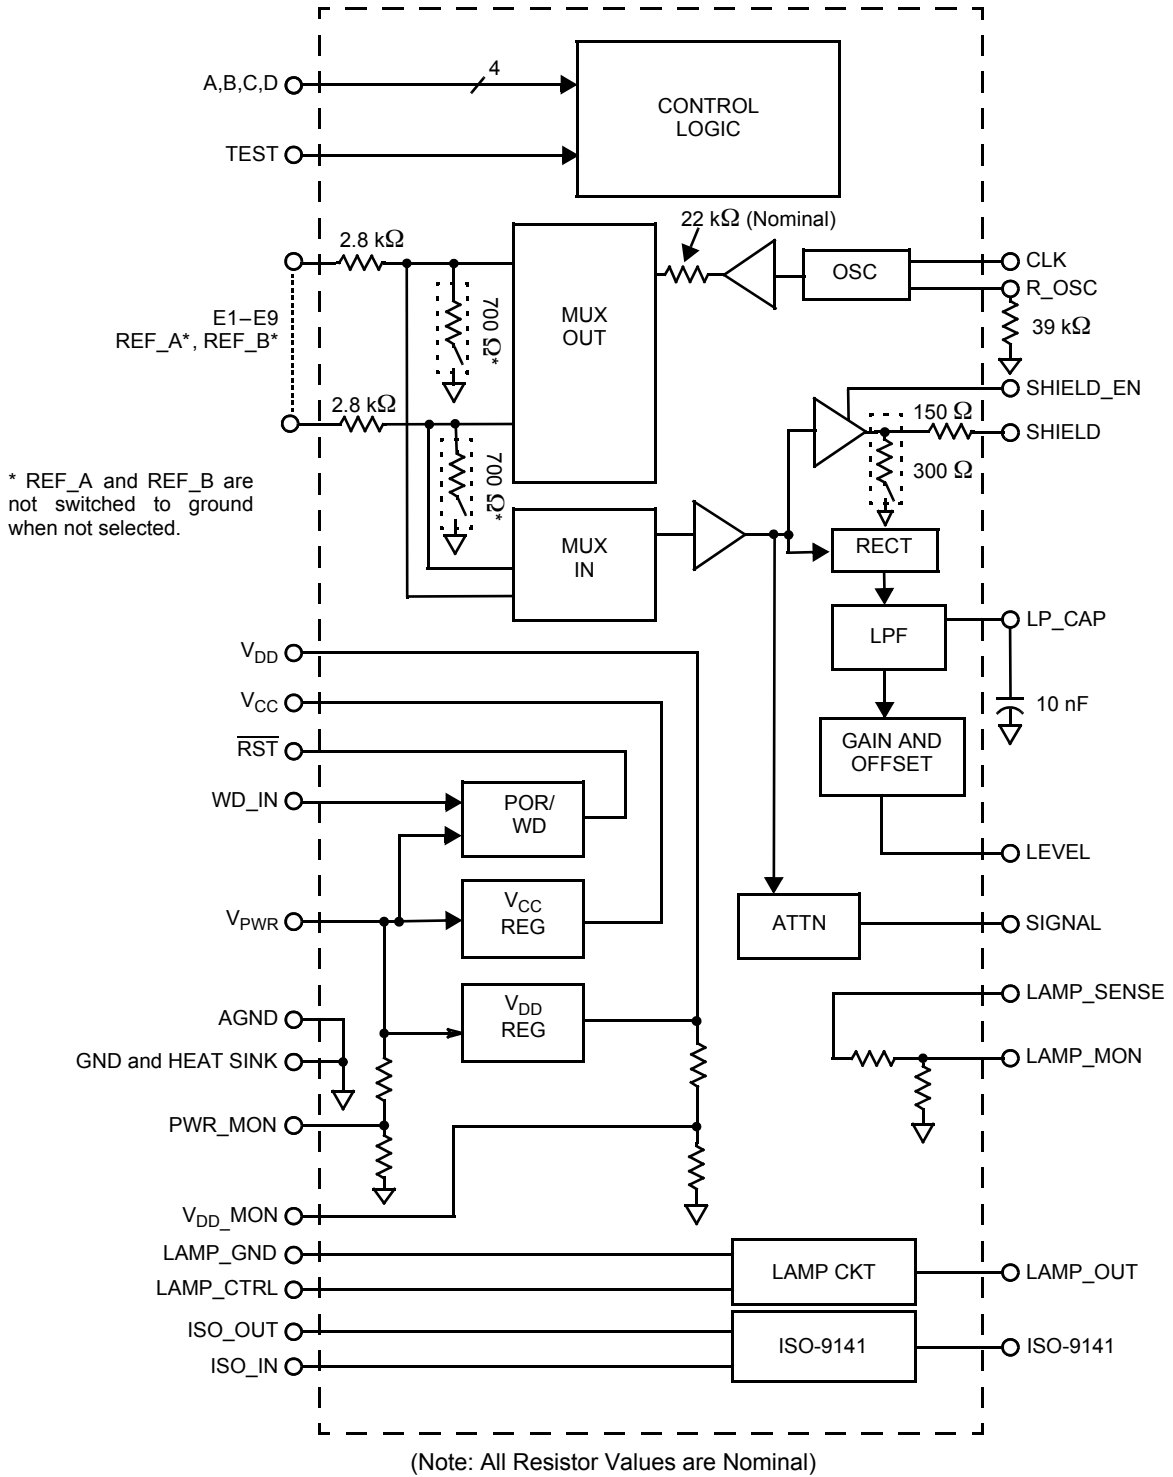 A,B,C,D
4
CONTROL
LOGIC
TEST
22 kΩ (Nominal)
2.8 kΩ
MUX
OUT
OSC
CLK
R_OSC
39 kΩ
E1–E9
REF_A*, REF_B*
700 Ω*
SHIELD_EN
2.8 kΩ
150 Ω
SHIELD
300 Ω
700 Ω*
* REF_A and REF_B are
not switched to ground
when not selected.
MUX
IN
RECT
LPF
LP_CAP
10 nF
GAIN AND
OFFSET
LEVEL
VDD
VCC
RST
WD_IN
POR/
WD
VPWR
VCC
REG
ATTN
SIGNAL
AGND
VDD
REG
GND and HEAT SINK
LAMP_SENSE
LAMP_MON
PWR_MON
VDD_MON
LAMP_GND
LAMP_CTRL
LAMP CKT
LAMP_OUT
ISO_OUT
ISO_IN
ISO-9141
ISO-9141
(Note: All Resistor Values are Nominal)